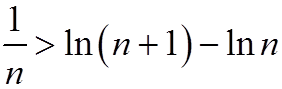 1/n > ln(n+1) − ln n